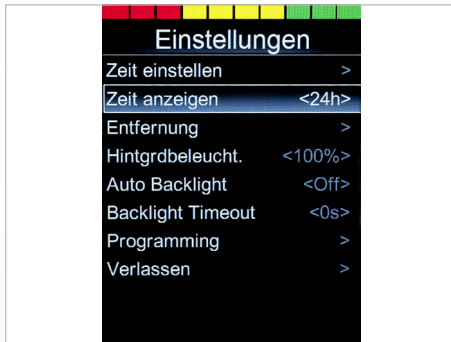 Einstellungen
Zeit einstellen >
Zeit anzeigen <24h>
Entfernung >
Hintgrdbeleucht. <100%>
Auto Backlight <Off>
Backlight Timeout <0s>
Programming >
Verlassen >